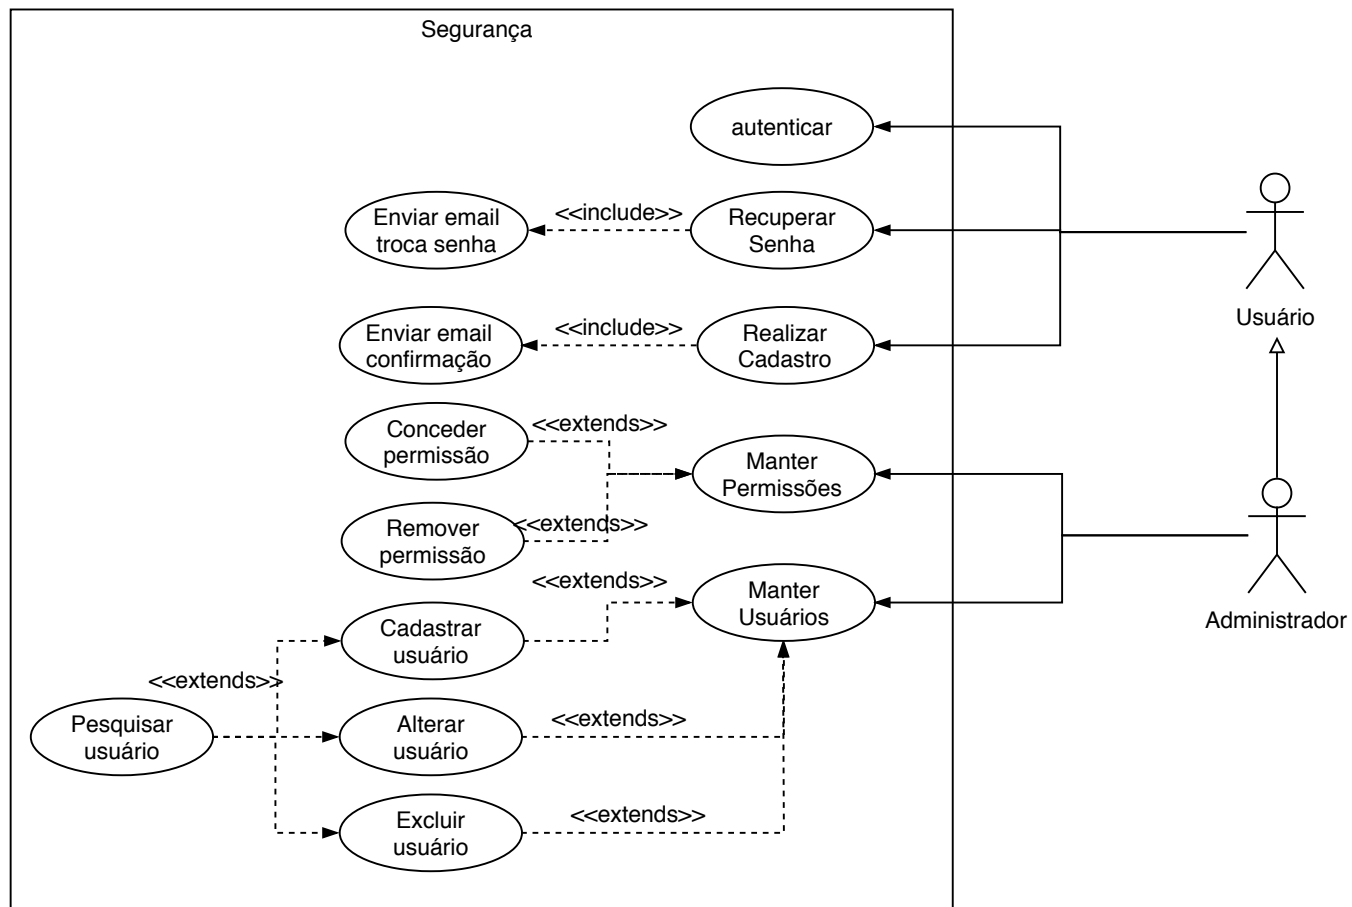 Segurança
autenticar
Enviar email
troca senha
<<include>>
Recuperar
Senha
Usuário
Enviar email
confirmação
<<include>>
Realizar
Cadastro
Conceder
permissão
<<extends>>
Manter
Permissões
Remover
permissão
<<extends>>
Administrador
Cadastrar
usuário
<<extends>>
Manter
Usuários
<<extends>>
Pesquisar
usuário
Alterar
usuário
<<extends>>
Excluir
usuário
<<extends>>